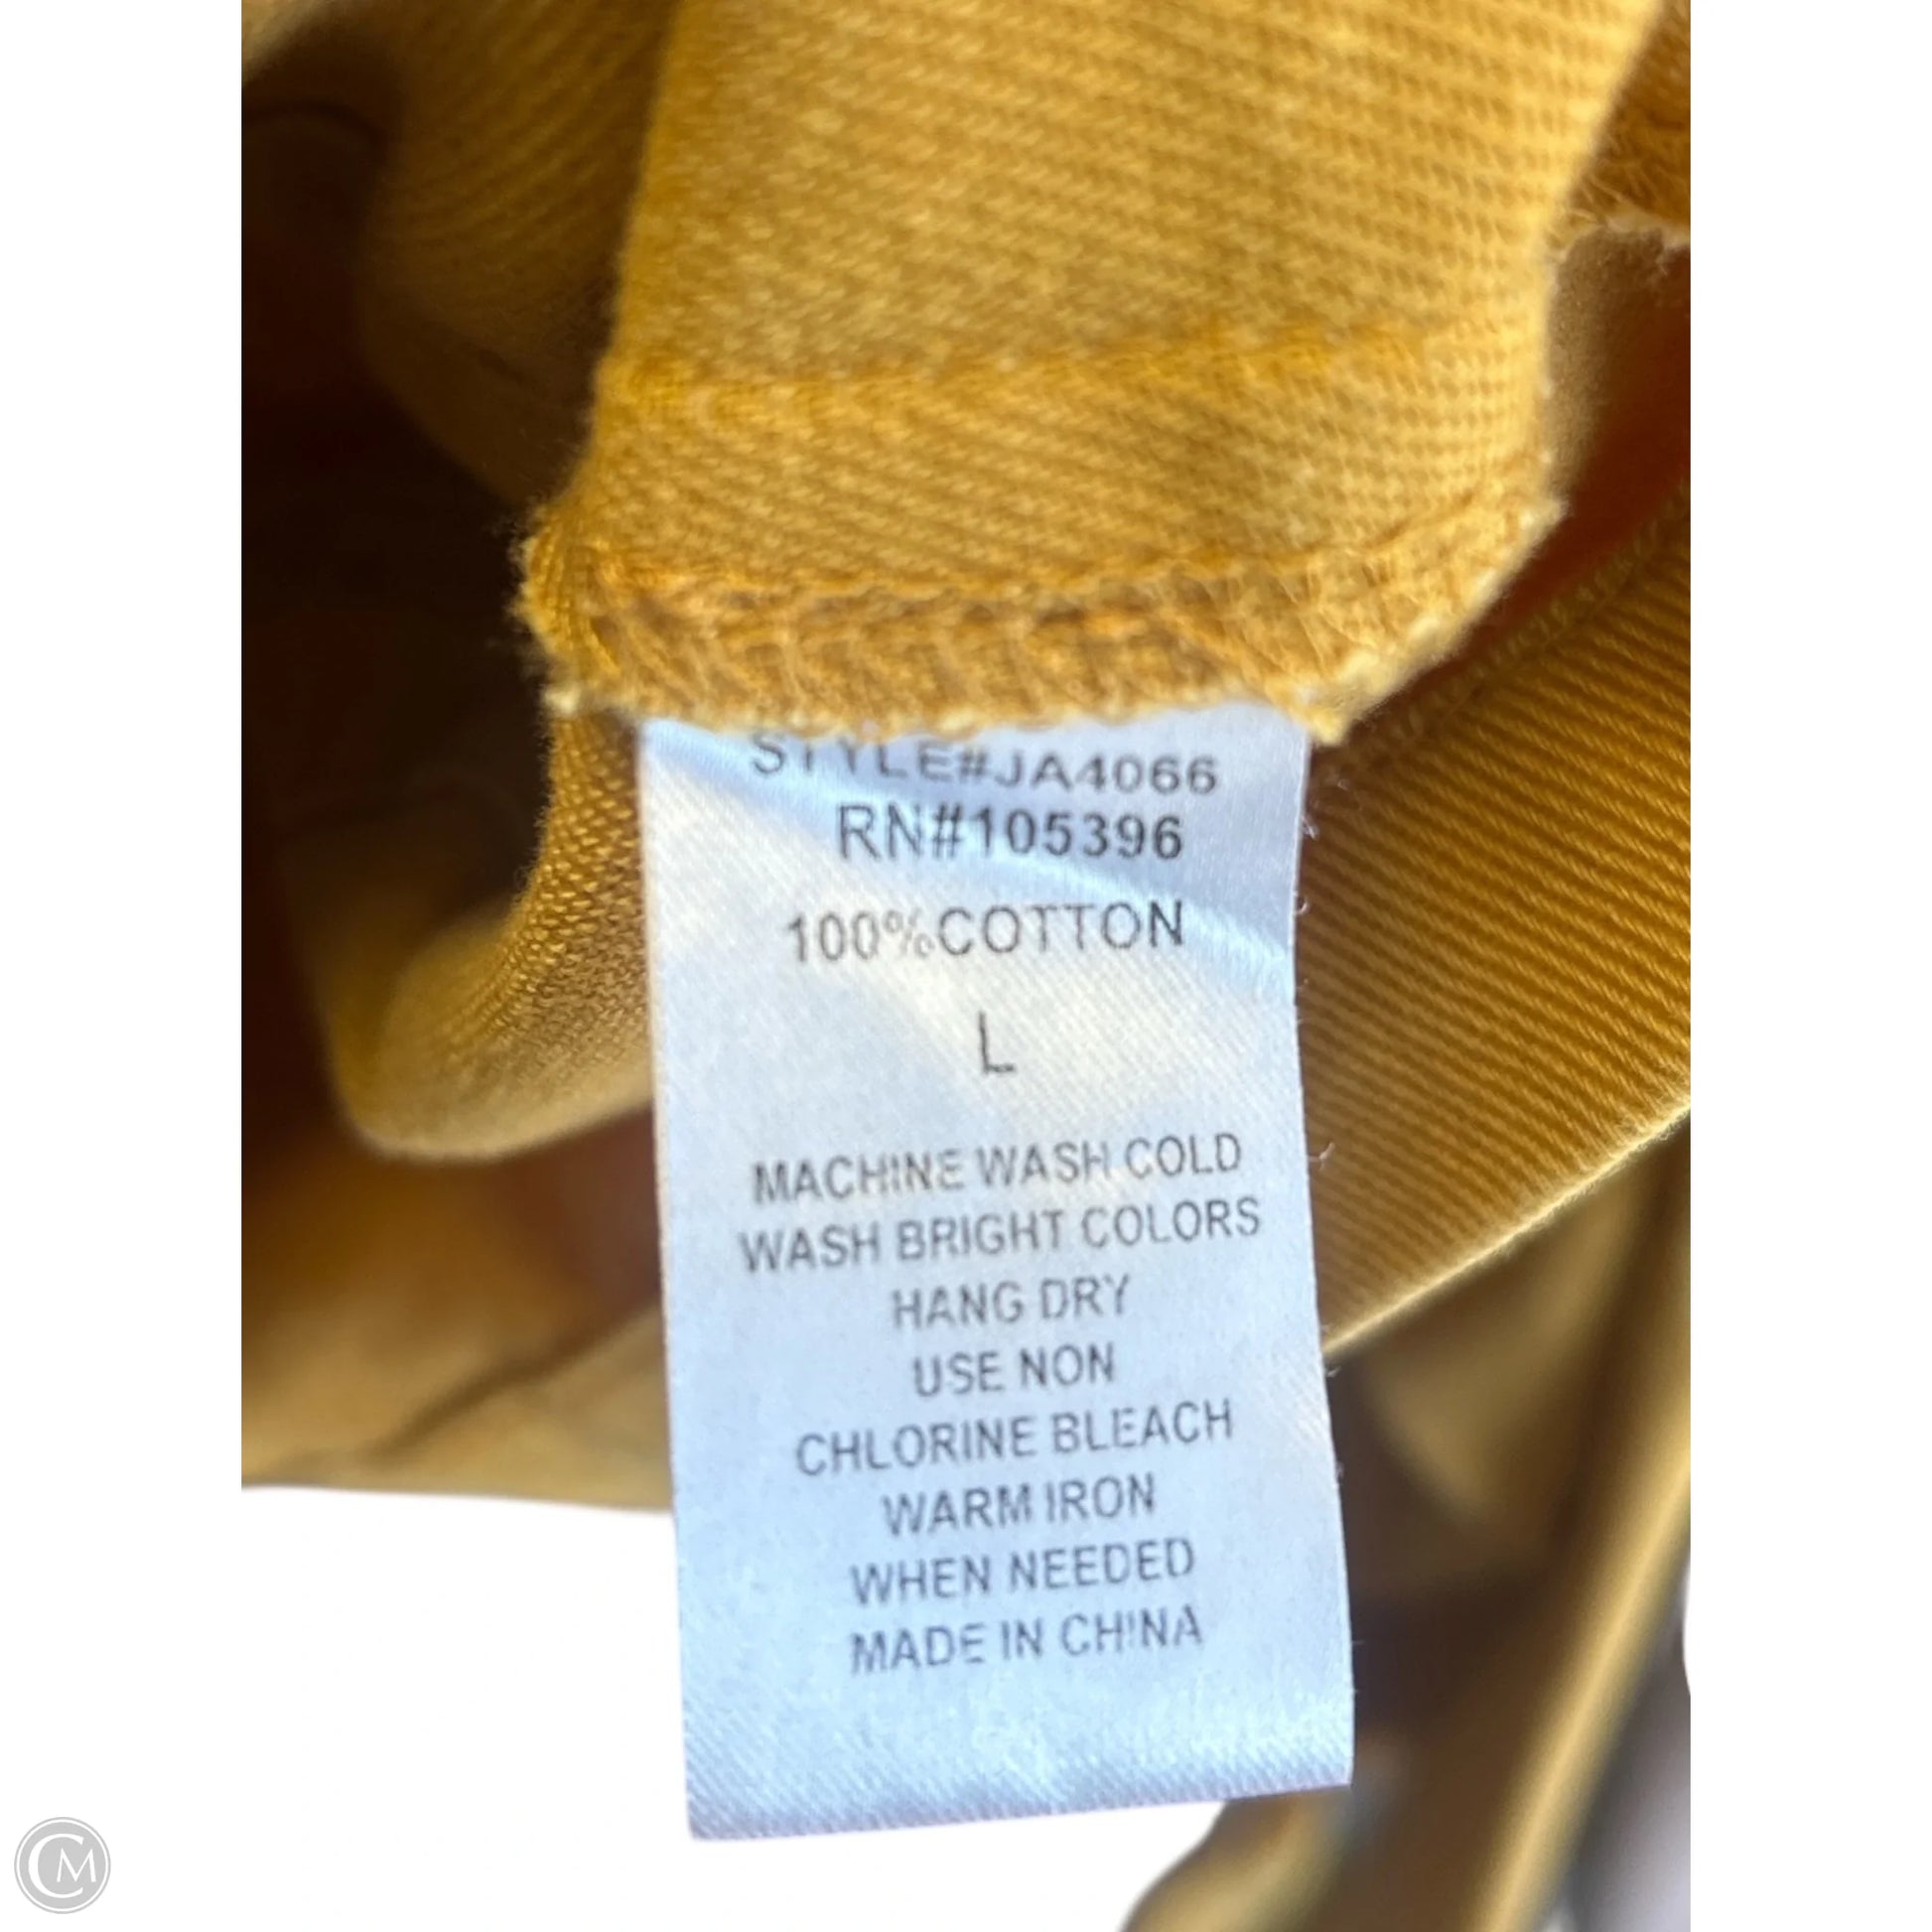 STYLE#JA4066
RN#105396
100%COTTON
L
MACHINE WASH COLD
WASH BRIGHT COLORS
HANG DRY
USE NON
CHLORINE BLEACH
WARM IRON
WHEN NEEDED
MADE IN CHINA
CM